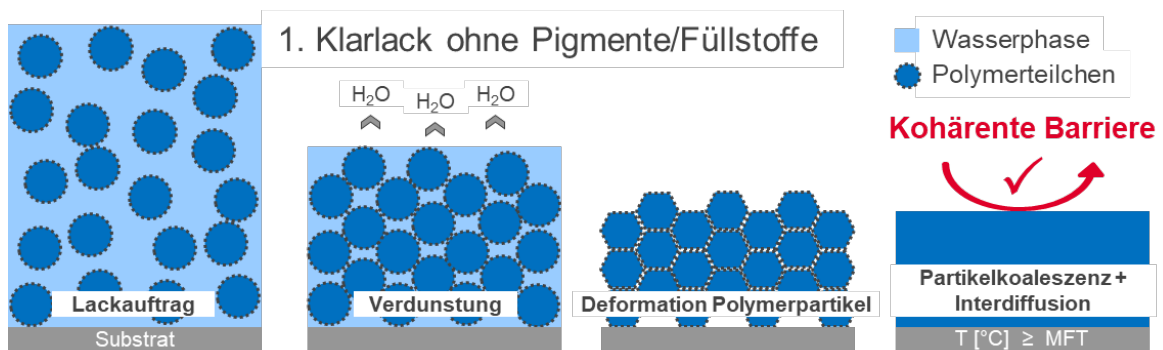 1. Klarlack ohne Pigmente/Füllstoffe
Wasserphase
Polymerteilchen
H₂O
H₂O
H₂O
Kohärente Barriere
Lackauftrag
Verdunstung
Deformation Polymerpartikel
Partikelkoaleszenz +
Interdiffusion
Substrat
T [°C] ≥ MFT